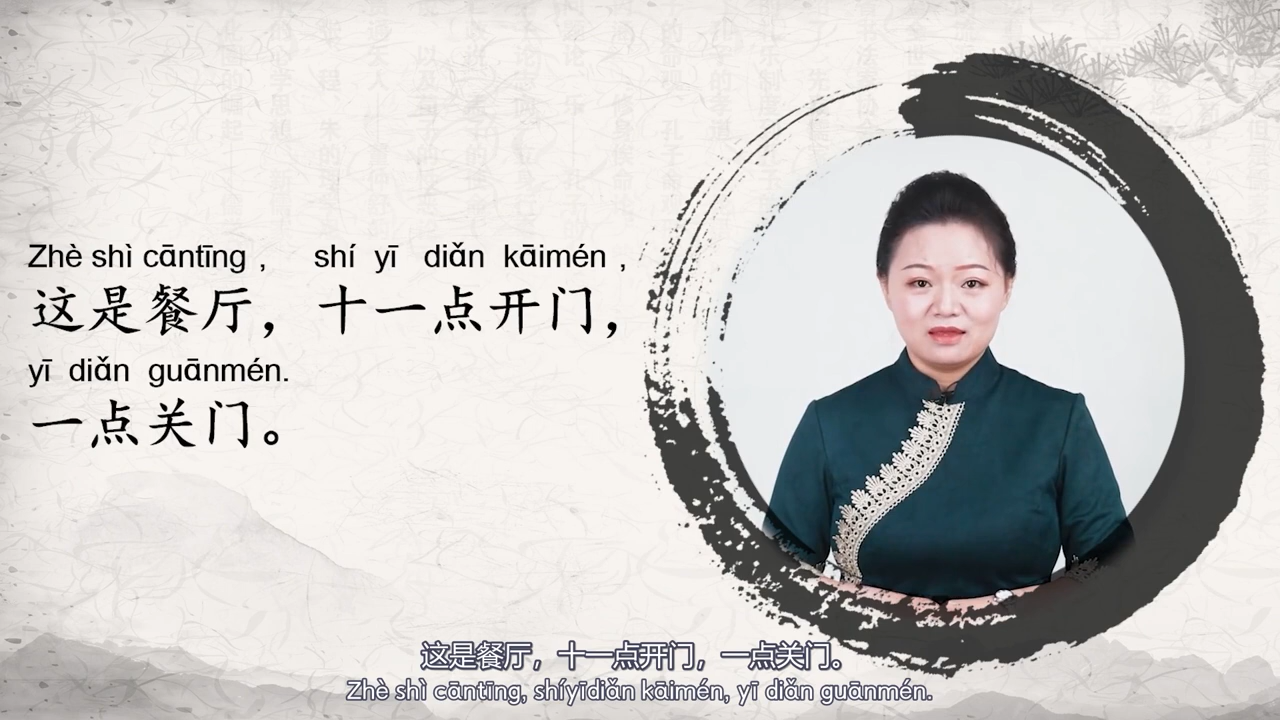 Zhè shì cāntīng , shí yī diǎn kāimén ,
这是餐厅，十一点开门，
yī diǎn guānmén.
一点关门。
这是餐厅，十一点开门，一点关门。
Zhè shì cāntīng, shíyīdiǎn kāimén, yī diǎn guānmén.